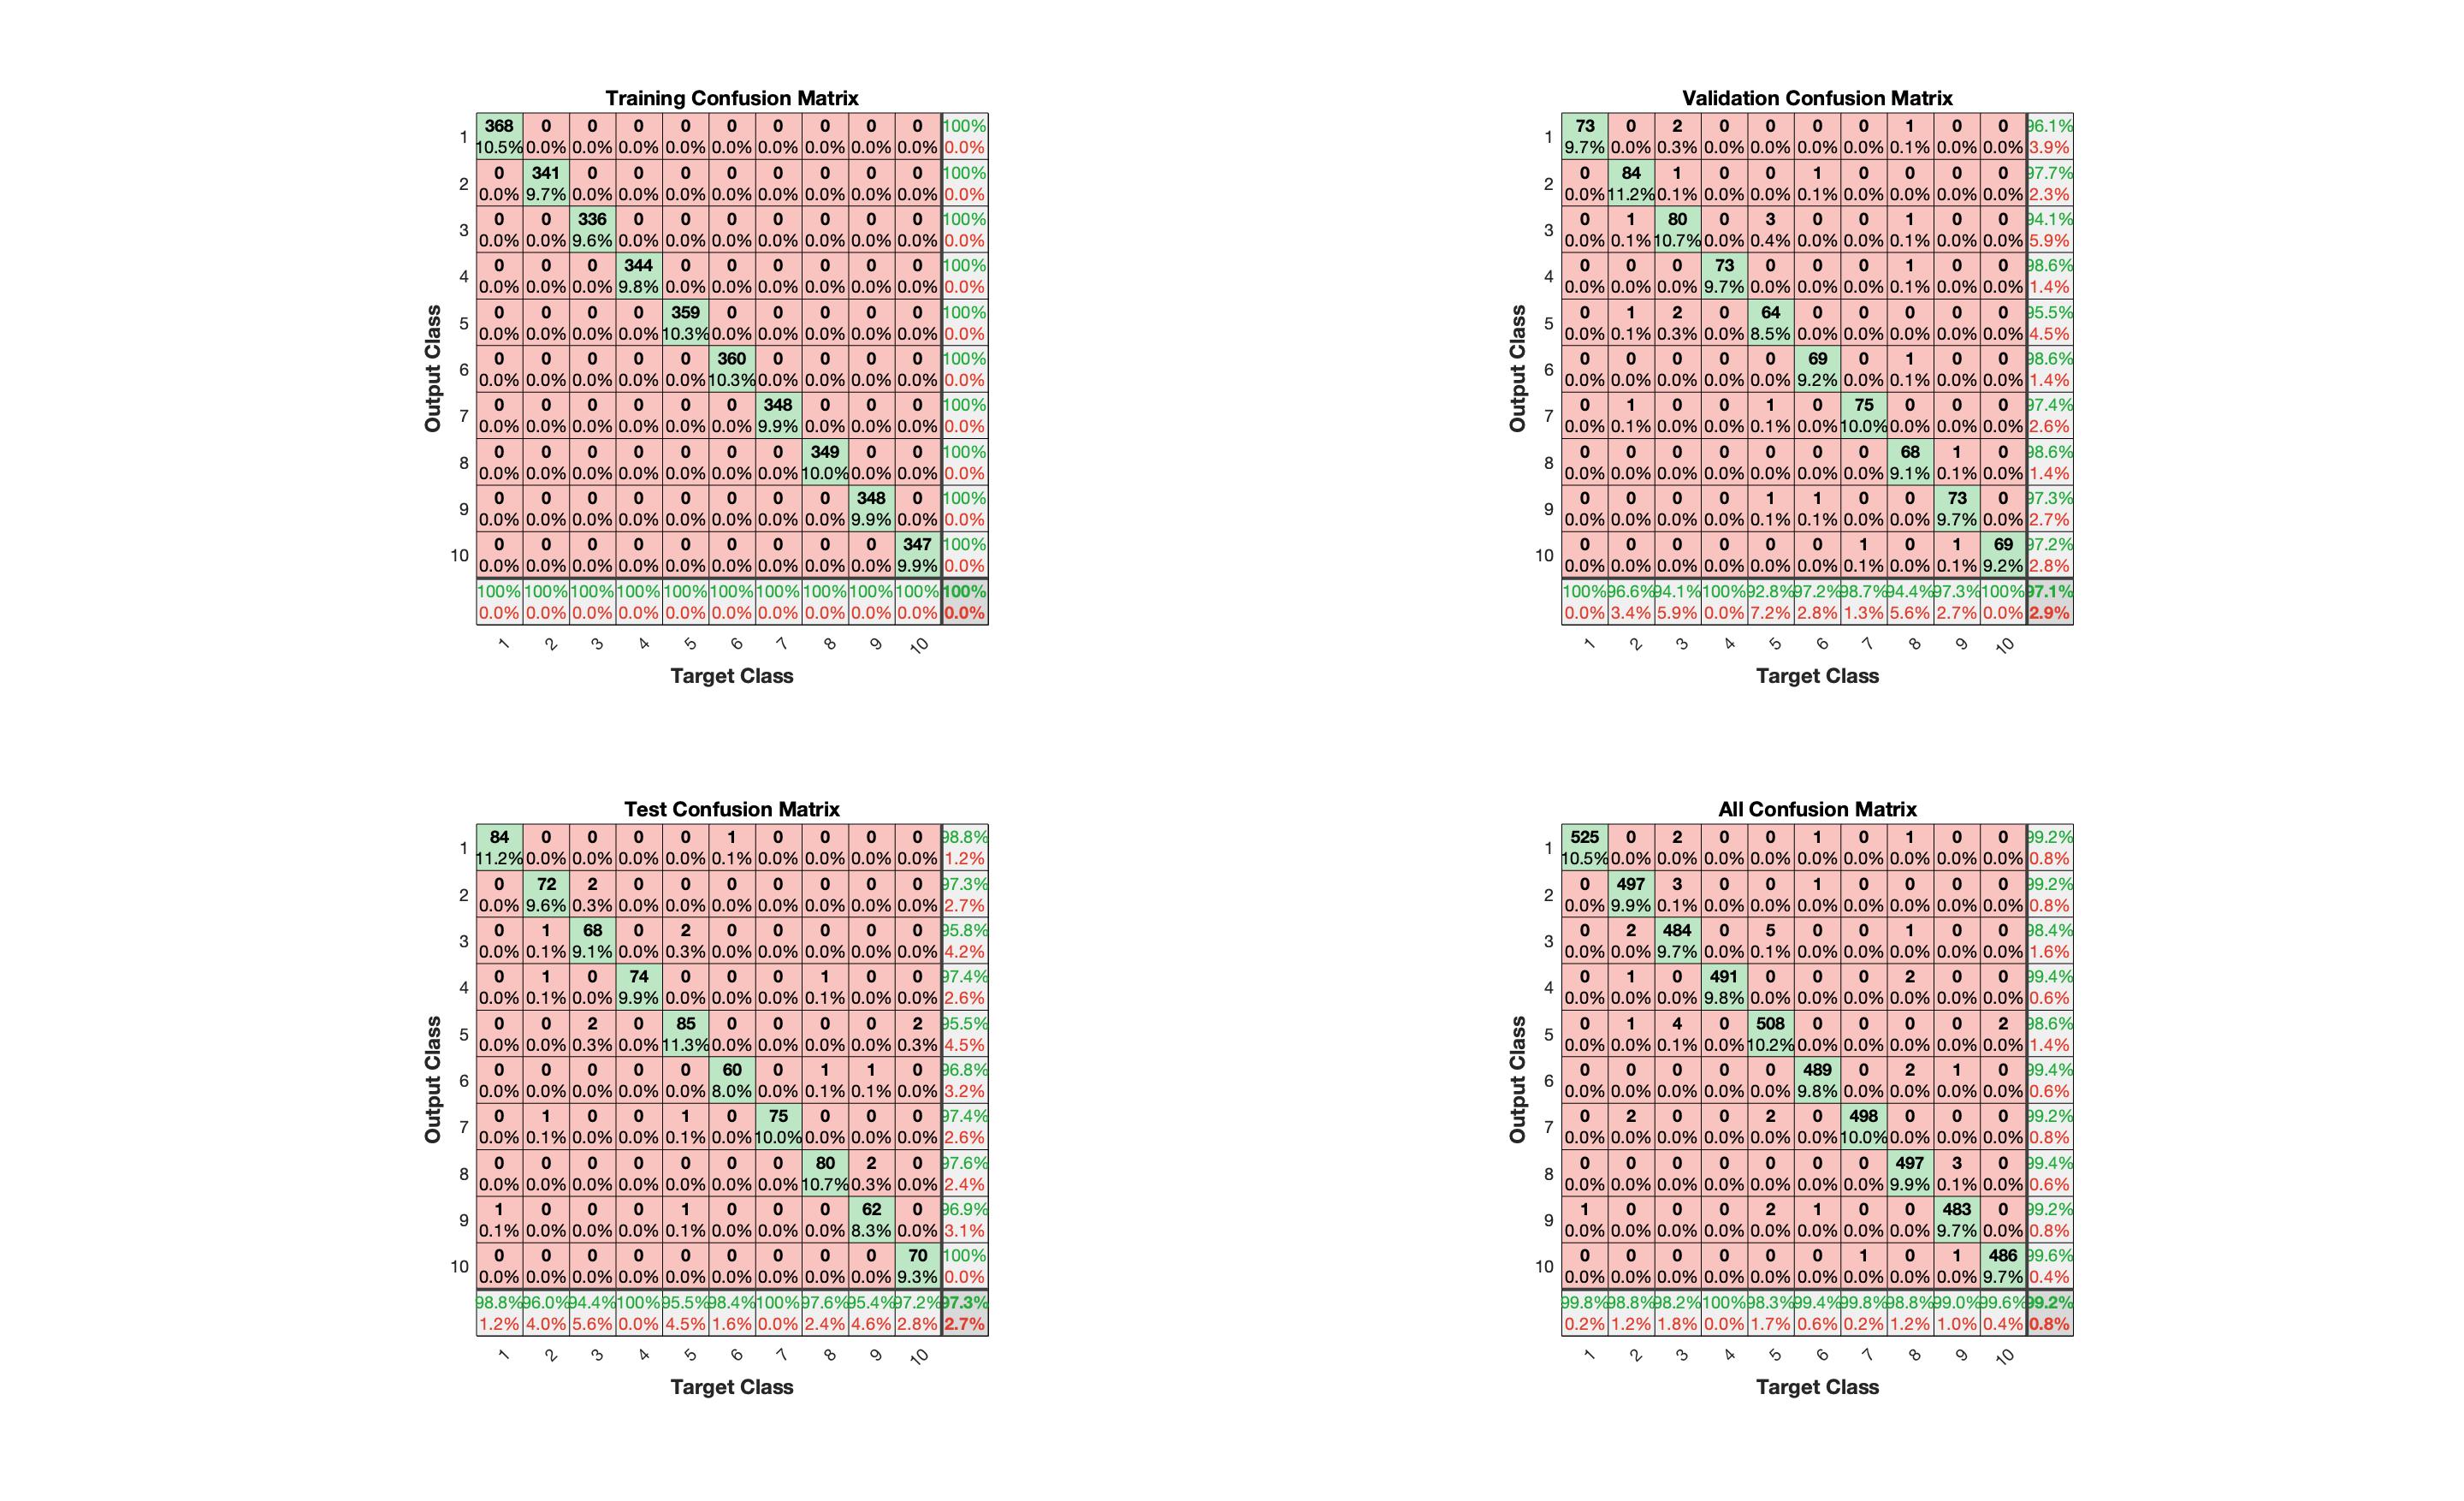 Training Confusion Matrix
Output Class
1 368 0 0 0 0 0 0 0 0 0 100%
10.5% 0.0% 0.0% 0.0% 0.0% 0.0% 0.0% 0.0% 0.0% 0.0% 0.0%
2 0 341 0 0 0 0 0 0 0 0 100%
0.0% 9.7% 0.0% 0.0% 0.0% 0.0% 0.0% 0.0% 0.0% 0.0% 0.0%
3 0 0 336 0 0 0 0 0 0 0 100%
0.0% 0.0% 9.6% 0.0% 0.0% 0.0% 0.0% 0.0% 0.0% 0.0% 0.0%
4 0 0 0 344 0 0 0 0 0 0 100%
0.0% 0.0% 0.0% 9.8% 0.0% 0.0% 0.0% 0.0% 0.0% 0.0% 0.0%
5 0 0 0 0 359 0 0 0 0 0 100%
0.0% 0.0% 0.0% 0.0% 10.3% 0.0% 0.0% 0.0% 0.0% 0.0% 0.0%
6 0 0 0 0 0 360 0 0 0 0 100%
0.0% 0.0% 0.0% 0.0% 0.0% 10.3% 0.0% 0.0% 0.0% 0.0% 0.0%
7 0 0 0 0 0 0 348 0 0 0 100%
0.0% 0.0% 0.0% 0.0% 0.0% 0.0% 9.9% 0.0% 0.0% 0.0% 0.0%
8 0 0 0 0 0 0 0 349 0 0 100%
0.0% 0.0% 0.0% 0.0% 0.0% 0.0% 0.0% 10.0% 0.0% 0.0% 0.0%
9 0 0 0 0 0 0 0 0 348 0 100%
0.0% 0.0% 0.0% 0.0% 0.0% 0.0% 0.0% 0.0% 9.9% 0.0% 0.0%
10 0 0 0 0 0 0 0 0 0 347 100%
0.0% 0.0% 0.0% 0.0% 0.0% 0.0% 0.0% 0.0% 0.0% 9.9% 0.0%
100% 100% 100% 100% 100% 100% 100% 100% 100% 100% 100%
0.0% 0.0% 0.0% 0.0% 0.0% 0.0% 0.0% 0.0% 0.0% 0.0% 0.0%
1 2 3 4 5 6 7 8 9 10
Target Class
Validation Confusion Matrix
Output Class
1 73 0 2 0 0 0 0 1 0 0 96.1%
9.7% 0.0% 0.3% 0.0% 0.0% 0.0% 0.0% 0.1% 0.0% 0.0% 3.9%
2 0 84 1 0 0 1 0 0 0 0 97.7%
0.0% 11.2% 0.1% 0.0% 0.0% 0.1% 0.0% 0.0% 0.0% 0.0% 2.3%
3 0 1 80 0 3 0 0 1 0 0 94.1%
0.0% 0.1% 10.7% 0.0% 0.4% 0.0% 0.0% 0.1% 0.0% 0.0% 5.9%
4 0 0 0 73 0 0 0 1 0 0 98.6%
0.0% 0.0% 0.0% 9.7% 0.0% 0.0% 0.0% 0.1% 0.0% 0.0% 1.4%
5 0 1 2 0 64 0 0 0 0 0 95.5%
0.0% 0.1% 0.3% 0.0% 8.5% 0.0% 0.0% 0.0% 0.0% 0.0% 4.5%
6 0 0 0 0 0 69 0 1 0 0 98.6%
0.0% 0.0% 0.0% 0.0% 0.0% 9.2% 0.0% 0.1% 0.0% 0.0% 1.4%
7 0 1 0 0 1 0 75 0 0 0 97.4%
0.0% 0.1% 0.0% 0.0% 0.1% 0.0% 10.0% 0.0% 0.0% 0.0% 2.6%
8 0 0 0 0 0 0 0 68 1 0 98.6%
0.0% 0.0% 0.0% 0.0% 0.0% 0.0% 0.0% 9.1% 0.1% 0.0% 1.4%
9 0 0 0 0 1 1 0 0 73 0 97.3%
0.0% 0.0% 0.0% 0.0% 0.1% 0.1% 0.0% 0.0% 9.7% 0.0% 2.7%
10 0 0 0 0 0 0 1 0 1 69 97.2%
0.0% 0.0% 0.0% 0.0% 0.0% 0.0% 0.1% 0.0% 0.1% 9.2% 2.8%
100% 96.6% 94.1% 100% 92.8% 97.2% 98.7% 94.4% 97.3% 100% 97.1%
0.0% 3.4% 5.9% 0.0% 7.2% 2.8% 1.3% 5.6% 2.7% 0.0% 2.9%
1 2 3 4 5 6 7 8 9 10
Target Class
Test Confusion Matrix
Output Class
1 84 0 0 0 0 1 0 0 0 0 98.8%
11.2% 0.0% 0.0% 0.0% 0.0% 0.1% 0.0% 0.0% 0.0% 0.0% 1.2%
2 0 72 2 0 0 0 0 0 0 0 97.3%
0.0% 9.6% 0.3% 0.0% 0.0% 0.0% 0.0% 0.0% 0.0% 0.0% 2.7%
3 0 1 68 0 2 0 0 0 0 0 95.8%
0.0% 0.1% 9.1% 0.0% 0.3% 0.0% 0.0% 0.0% 0.0% 0.0% 4.2%
4 0 1 0 74 0 0 0 1 0 0 97.4%
0.0% 0.1% 0.0% 9.9% 0.0% 0.0% 0.0% 0.1% 0.0% 0.0% 2.6%
5 0 0 2 0 85 0 0 0 0 2 95.5%
0.0% 0.0% 0.3% 0.0% 11.3% 0.0% 0.0% 0.0% 0.0% 0.3% 4.5%
6 0 0 0 0 0 60 0 1 1 0 96.8%
0.0% 0.0% 0.0% 0.0% 0.0% 8.0% 0.0% 0.1% 0.1% 0.0% 3.2%
7 0 1 0 0 1 0 75 0 0 0 97.4%
0.0% 0.1% 0.0% 0.0% 0.1% 0.0% 10.0% 0.0% 0.0% 0.0% 2.6%
8 0 0 0 0 0 0 0 80 2 0 97.6%
0.0% 0.0% 0.0% 0.0% 0.0% 0.0% 0.0% 10.7% 0.3% 0.0% 2.4%
9 1 0 0 0 1 0 0 0 62 0 96.9%
0.1% 0.0% 0.0% 0.0% 0.1% 0.0% 0.0% 0.0% 8.3% 0.0% 3.1%
10 0 0 0 0 0 0 0 0 0 70 100%
0.0% 0.0% 0.0% 0.0% 0.0% 0.0% 0.0% 0.0% 0.0% 9.3% 0.0%
98.8% 96.0% 94.4% 100% 95.5% 98.4% 100% 97.6% 95.4% 97.2% 97.3%
1.2% 4.0% 5.6% 0.0% 4.5% 1.6% 0.0% 2.4% 4.6% 2.8% 2.7%
1 2 3 4 5 6 7 8 9 10
Target Class
All Confusion Matrix
Output Class
1 525 0 2 0 0 1 0 1 0 0 99.2%
10.5% 0.0% 0.0% 0.0% 0.0% 0.0% 0.0% 0.0% 0.0% 0.0% 0.8%
2 0 497 3 0 0 1 0 0 0 0 99.2%
0.0% 9.9% 0.1% 0.0% 0.0% 0.0% 0.0% 0.0% 0.0% 0.0% 0.8%
3 0 2 484 0 5 0 0 1 0 0 98.4%
0.0% 0.0% 9.7% 0.0% 0.1% 0.0% 0.0% 0.0% 0.0% 0.0% 1.6%
4 0 1 0 491 0 0 0 2 0 0 99.4%
0.0% 0.0% 0.0% 9.8% 0.0% 0.0% 0.0% 0.0% 0.0% 0.0% 0.6%
5 0 1 4 0 508 0 0 0 0 2 98.6%
0.0% 0.0% 0.1% 0.0% 10.2% 0.0% 0.0% 0.0% 0.0% 0.0% 1.4%
6 0 0 0 0 0 489 0 2 1 0 99.4%
0.0% 0.0% 0.0% 0.0% 0.0% 9.8% 0.0% 0.0% 0.0% 0.0% 0.6%
7 0 2 0 0 2 0 498 0 0 0 99.2%
0.0% 0.0% 0.0% 0.0% 0.0% 0.0% 10.0% 0.0% 0.0% 0.0% 0.8%
8 0 0 0 0 0 0 0 497 3 0 99.4%
0.0% 0.0% 0.0% 0.0% 0.0% 0.0% 0.0% 9.9% 0.1% 0.0% 0.6%
9 1 0 0 0 2 1 0 0 483 0 99.2%
0.0% 0.0% 0.0% 0.0% 0.0% 0.0% 0.0% 0.0% 9.7% 0.0% 0.8%
10 0 0 0 0 0 0 1 0 1 486 99.6%
0.0% 0.0% 0.0% 0.0% 0.0% 0.0% 0.0% 0.0% 0.0% 9.7% 0.4%
99.8% 98.8% 98.2% 100% 98.3% 99.4% 99.8% 98.8% 99.0% 99.6% 99.2%
0.2% 1.2% 1.8% 0.0% 1.7% 0.6% 0.2% 1.2% 1.0% 0.4% 0.8%
1 2 3 4 5 6 7 8 9 10
Target Class